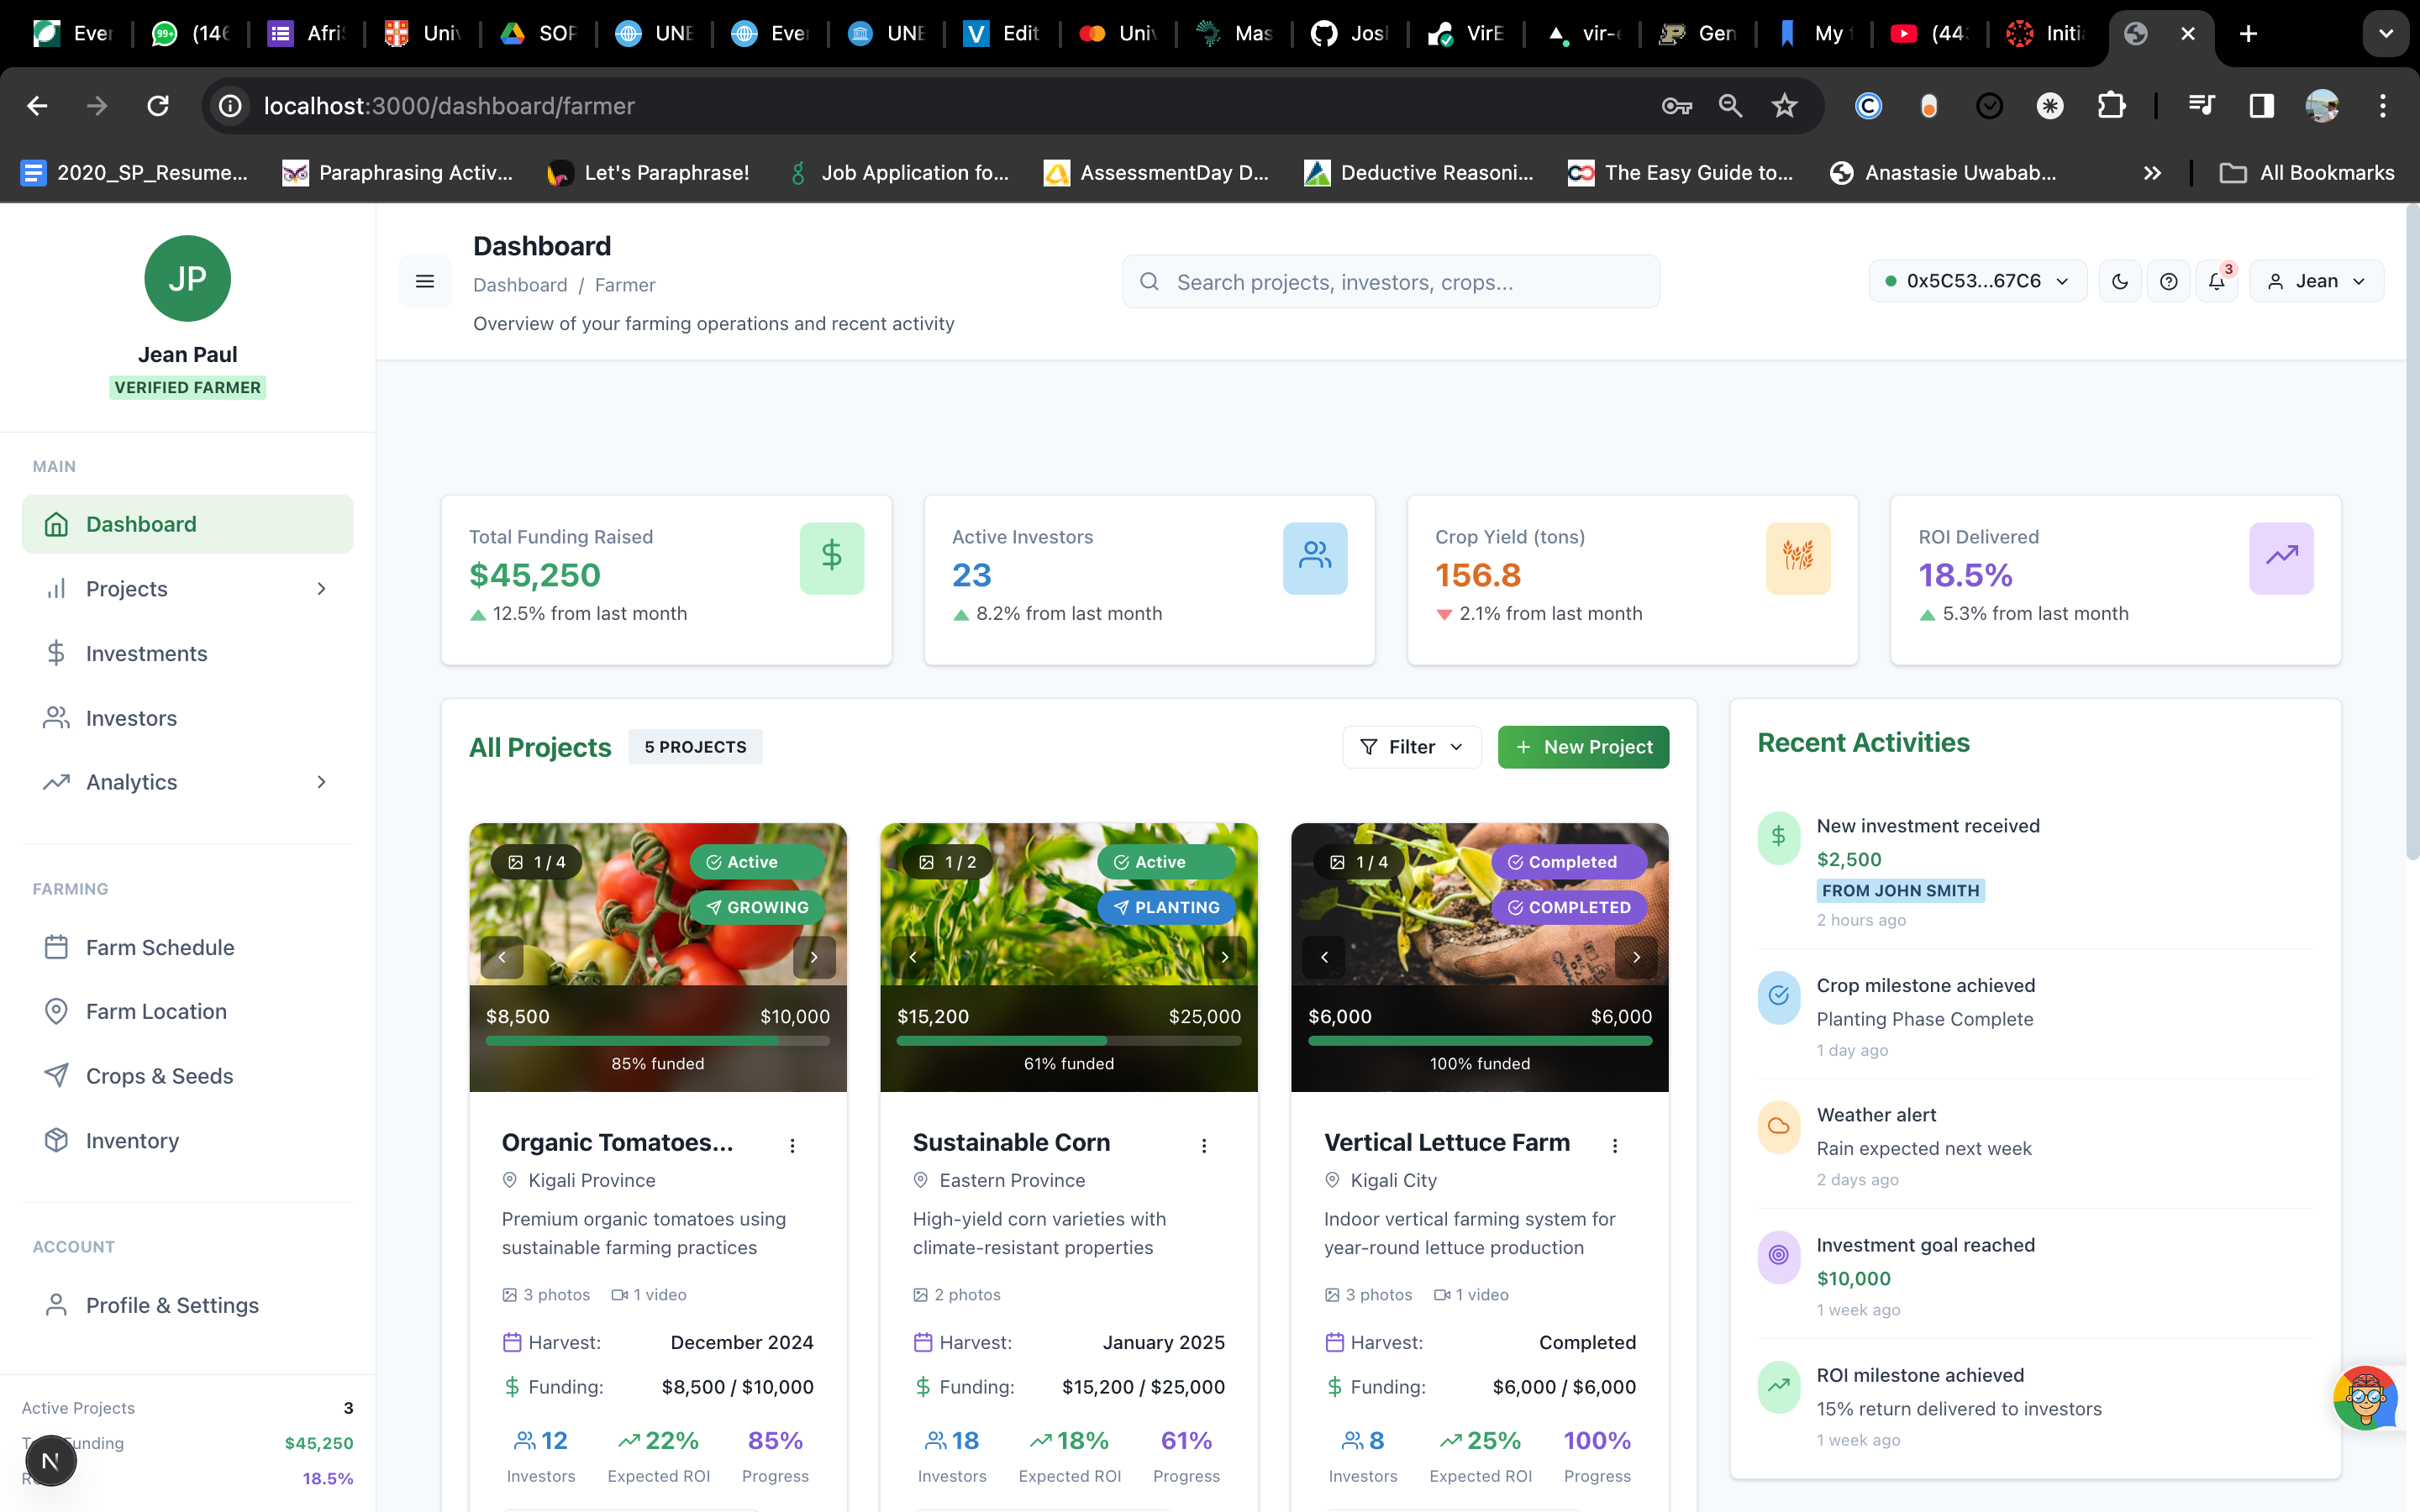 Ever
(146
Afri
Univ
SOP
UNE
Ever
UNE
Edit
Univ
Mas
Josl
VirE
vir-e
Gen
My f
(443
Initi
localhost:3000/dashboard/farmer
2020_SP_Resume...
Paraphrasing Activ...
Let's Paraphrase!
Job Application fo...
AssessmentDay D...
Deductive Reasoni...
The Easy Guide to...
Anastasie Uwabab...
All Bookmarks
JP
Jean Paul
VERIFIED FARMER
MAIN
Dashboard
Projects
Investments
Investors
Analytics
FARMING
Farm Schedule
Farm Location
Crops & Seeds
Inventory
ACCOUNT
Profile & Settings
Active Projects 3
Funding $45,250
18.5%
N
Dashboard
Dashboard / Farmer
Overview of your farming operations and recent activity
Search projects, investors, crops...
0x5C53...67C6
3
Jean
Total Funding Raised
$45,250
12.5% from last month
Active Investors
23
8.2% from last month
Crop Yield (tons)
156.8
2.1% from last month
ROI Delivered
18.5%
5.3% from last month
All Projects
5 PROJECTS
Filter
+ New Project
1 / 4
Active
GROWING
$8,500 $10,000
85% funded
Organic Tomatoes...
Kigali Province
Premium organic tomatoes using
sustainable farming practices
3 photos 1 video
Harvest: December 2024
Funding: $8,500 / $10,000
12 22% 85%
Investors Expected ROI Progress
1 / 2
Active
PLANTING
$15,200 $25,000
61% funded
Sustainable Corn
Eastern Province
High-yield corn varieties with
climate-resistant properties
2 photos
Harvest: January 2025
Funding: $15,200 / $25,000
18 18% 61%
Investors Expected ROI Progress
1 / 4
Completed
COMPLETED
$6,000 $6,000
100% funded
Vertical Lettuce Farm
Kigali City
Indoor vertical farming system for
year-round lettuce production
3 photos 1 video
Harvest: Completed
Funding: $6,000 / $6,000
8 25% 100%
Investors Expected ROI Progress
Recent Activities
New investment received
$2,500
FROM JOHN SMITH
2 hours ago
Crop milestone achieved
Planting Phase Complete
1 day ago
Weather alert
Rain expected next week
2 days ago
Investment goal reached
$10,000
1 week ago
ROI milestone achieved
15% return delivered to investors
1 week ago